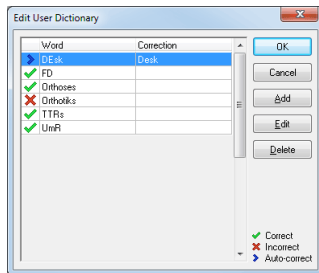 Edit User Dictionary
Word Correction
DEsk Desk
FD
Orthoses
Orthotiks
TTRs
UmR
OK
Cancel
Add
Edit
Delete
Correct
Incorrect
Auto-correct